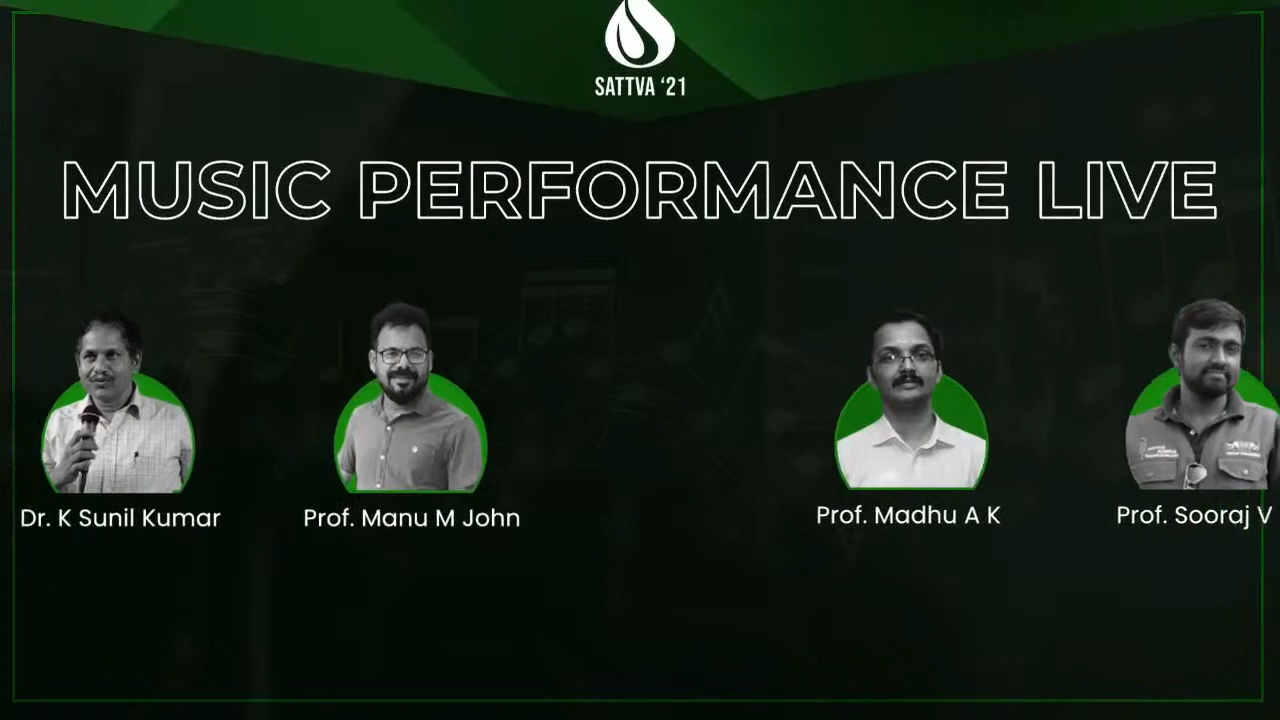 SATTVA ‘21
MUSIC PERFORMANCE LIVE
Dr. K Sunil Kumar
Prof. Manu M John
Prof. Madhu A K
Prof. Sooraj V